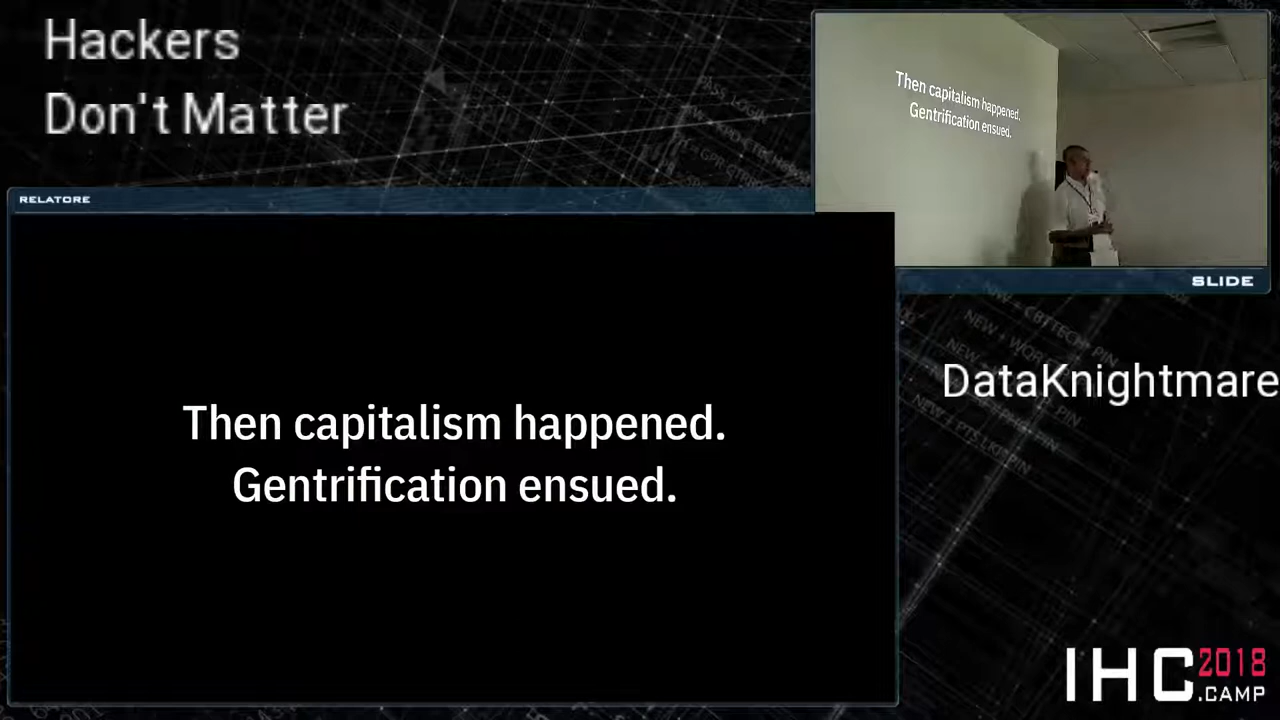 Hackers
Don't Matter
Then capitalism happened.
Gentrification ensued.
RELATORE
SLIDE
DataKnightmare
Then capitalism happened.
Gentrification ensued.
IHC 2018
.CAMP